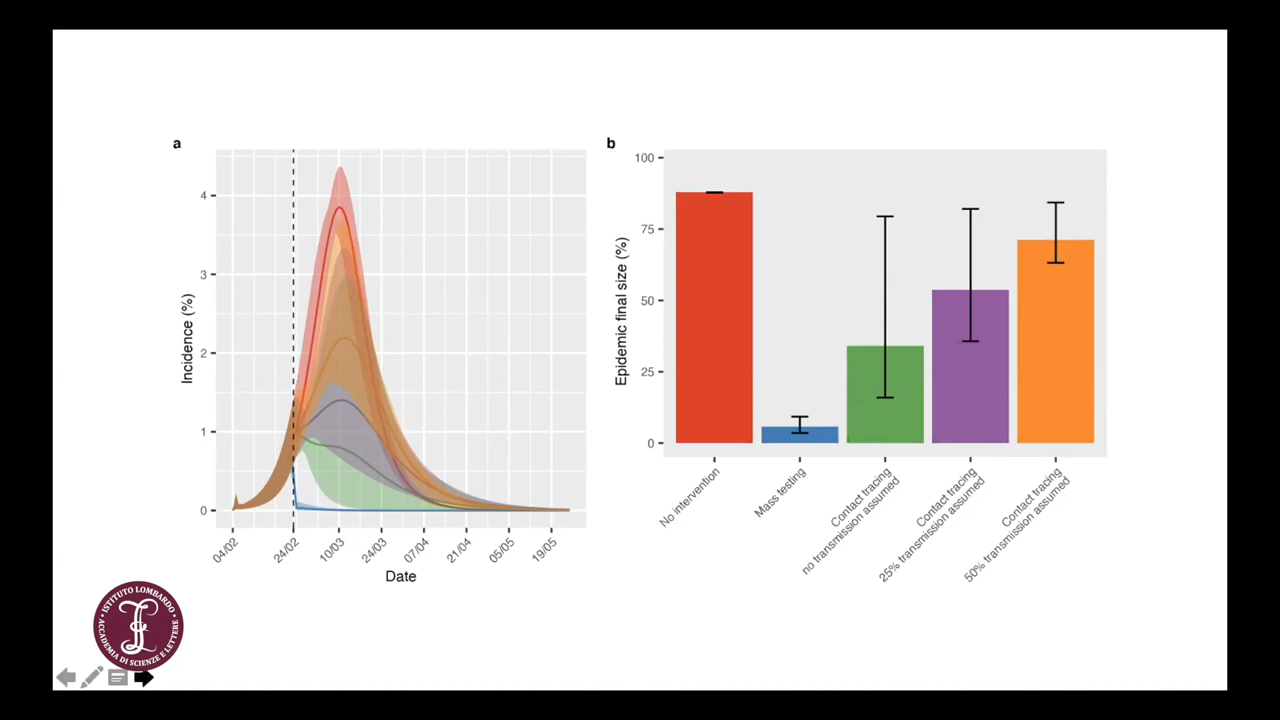 a
Incidence (%)
4
3
2
1
0
04/02
24/02
10/03
24/03
07/04
21/04
05/05
19/05
Date
b
Epidemic final size (%)
100
75
50
25
0
No intervention
Mass testing
Contact tracing
no transmission assumed
Contact tracing
25% transmission assumed
Contact tracing
50% transmission assumed
ISTITUTO LOMBARDO
ACCADEMIA DI SCIENZE E LETTERE